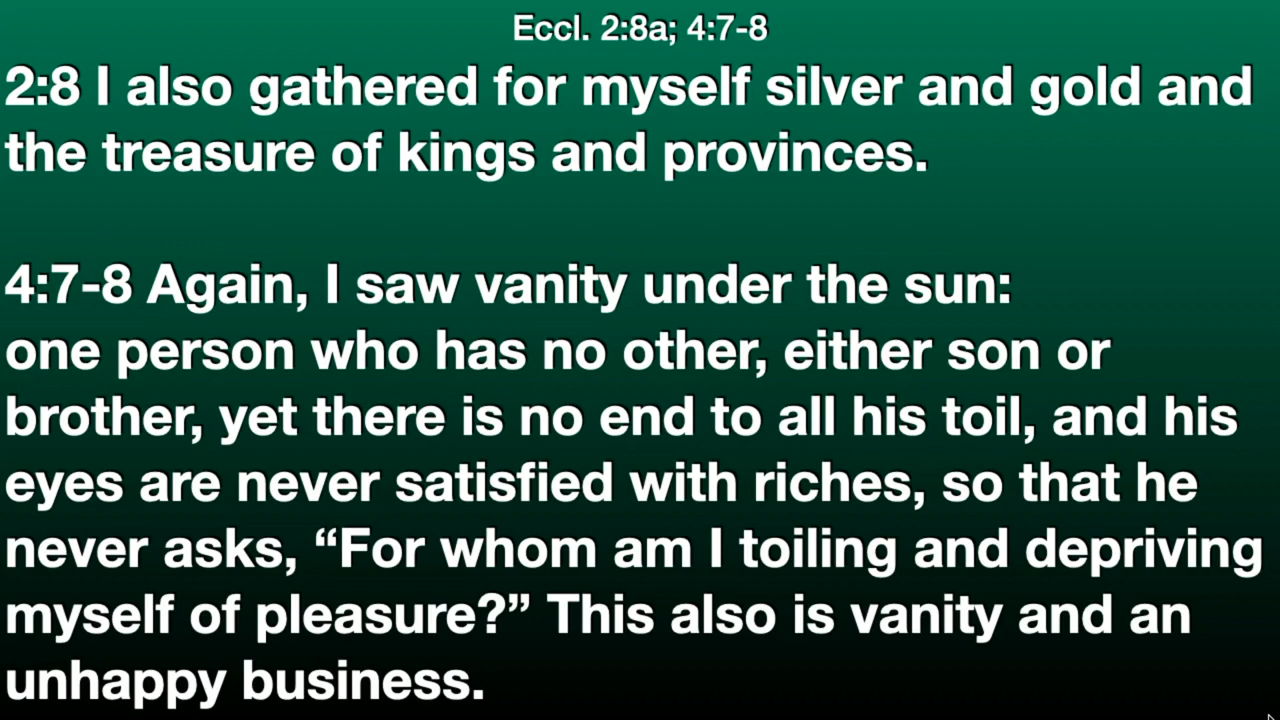 Eccl. 2:8a; 4:7-8
2:8 I also gathered for myself silver and gold and
the treasure of kings and provinces.
4:7-8 Again, I saw vanity under the sun:
one person who has no other, either son or
brother, yet there is no end to all his toil, and his
eyes are never satisfied with riches, so that he
never asks, “For whom am I toiling and depriving
myself of pleasure?” This also is vanity and an
unhappy business.